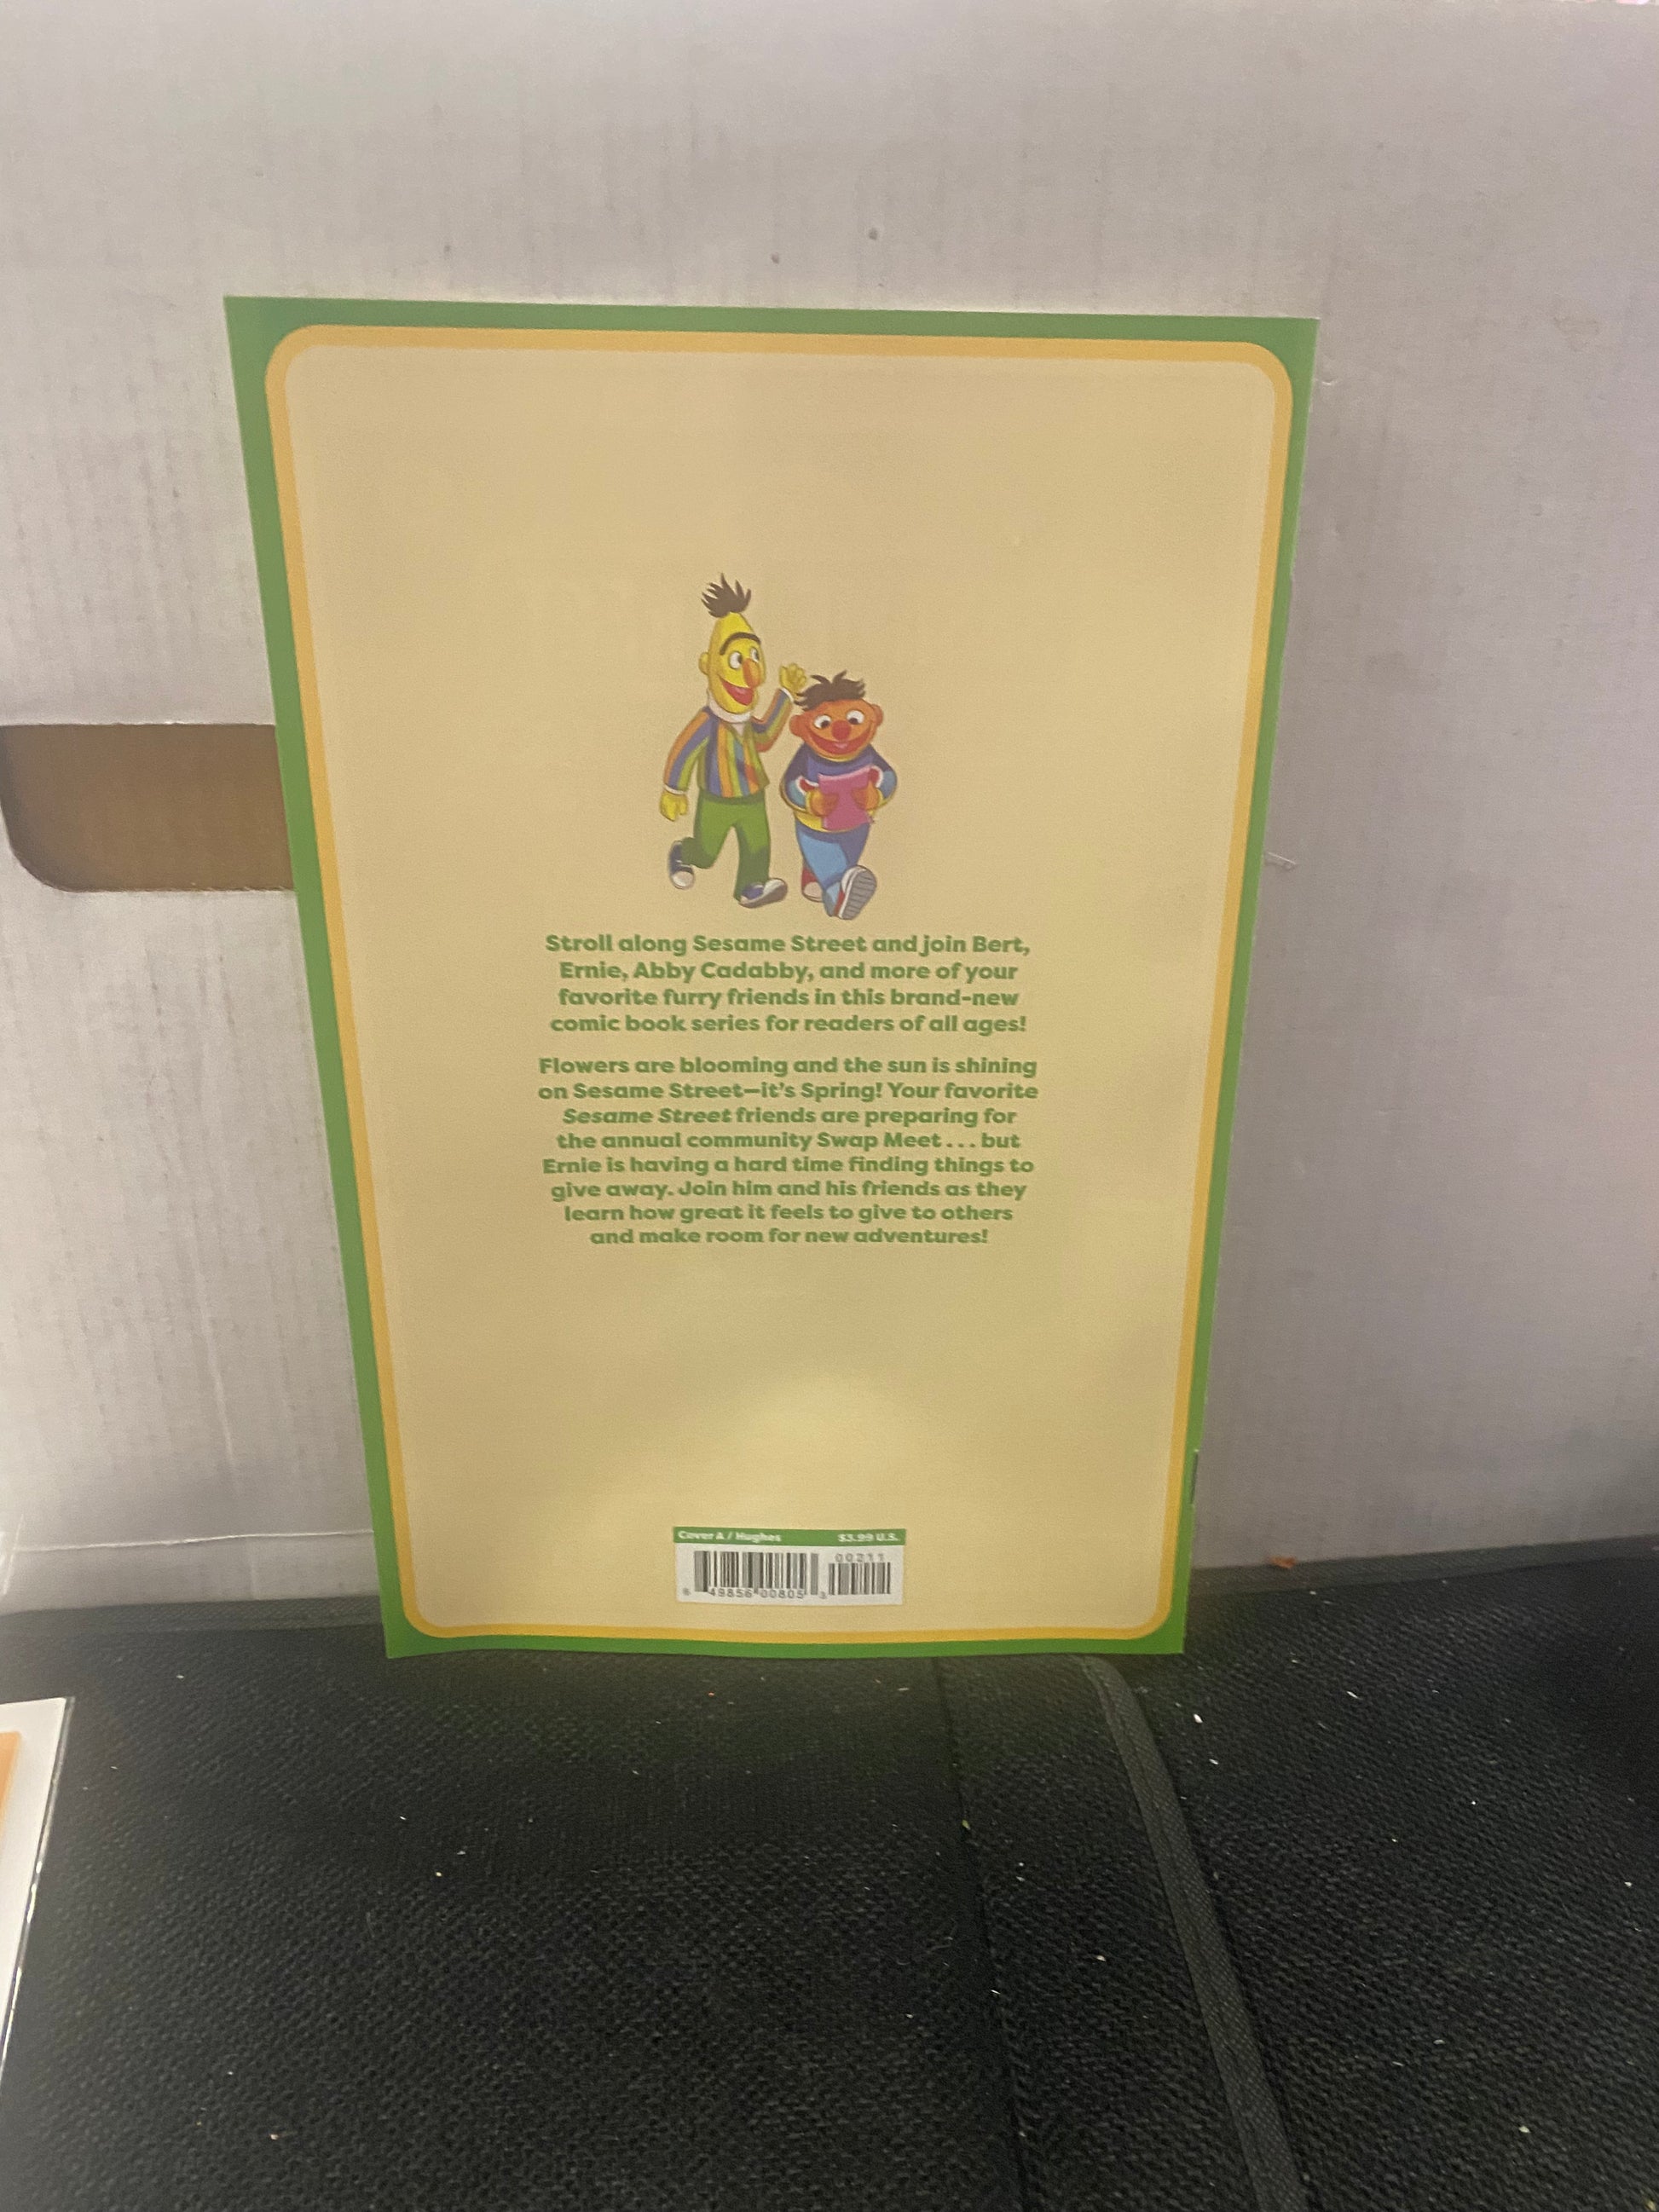 Stroll along Sesame Street and join Bert,
Ernie, Abby Cadabby, and more of your
favorite furry friends in this brand-new
comic book series for readers of all ages!
Flowers are blooming and the sun is shining
on Sesame Street—it's Spring! Your favorite
Sesame Street friends are preparing for
the annual community Swap Meet . . . but
Ernie is having a hard time finding things to
give away. Join him and his friends as they
learn how great it feels to give to others
and make room for new adventures!
Cover A / Hughes $3.99 U.S.
00211
49856 00805